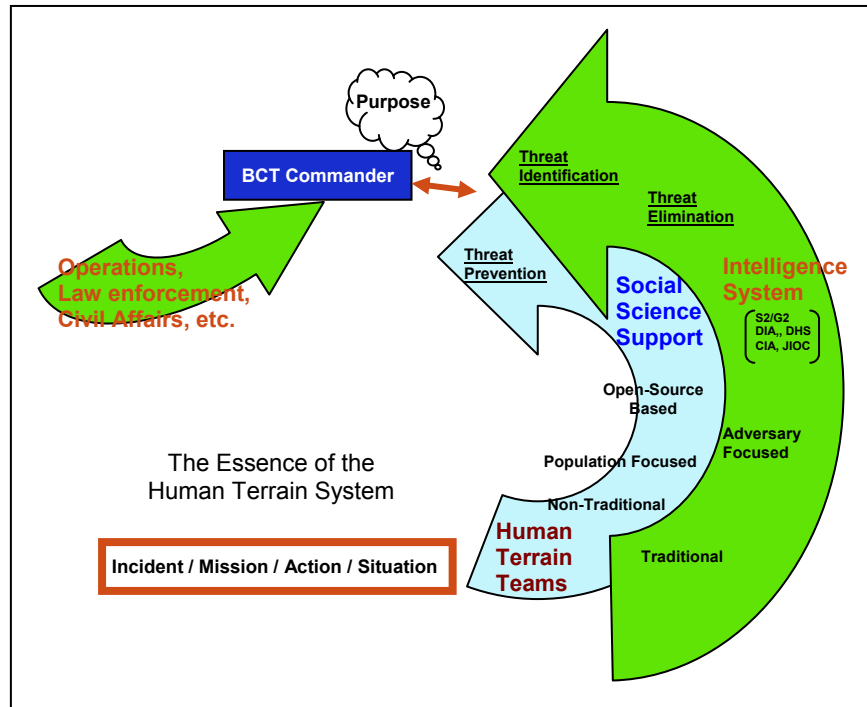 Purpose
BCT Commander
Threat
Identification
Threat
Elimination
Threat
Prevention
Operations,
Law enforcement,
Civil Affairs, etc.
Social
Science
Support
Intelligence
System
S2/G2
DIA,, DHS
CIA, JIOC
Open-Source
Based
Adversary
Focused
Population Focused
Non-Traditional
Traditional
Human
Terrain
Teams
The Essence of the
Human Terrain System
Incident / Mission / Action / Situation